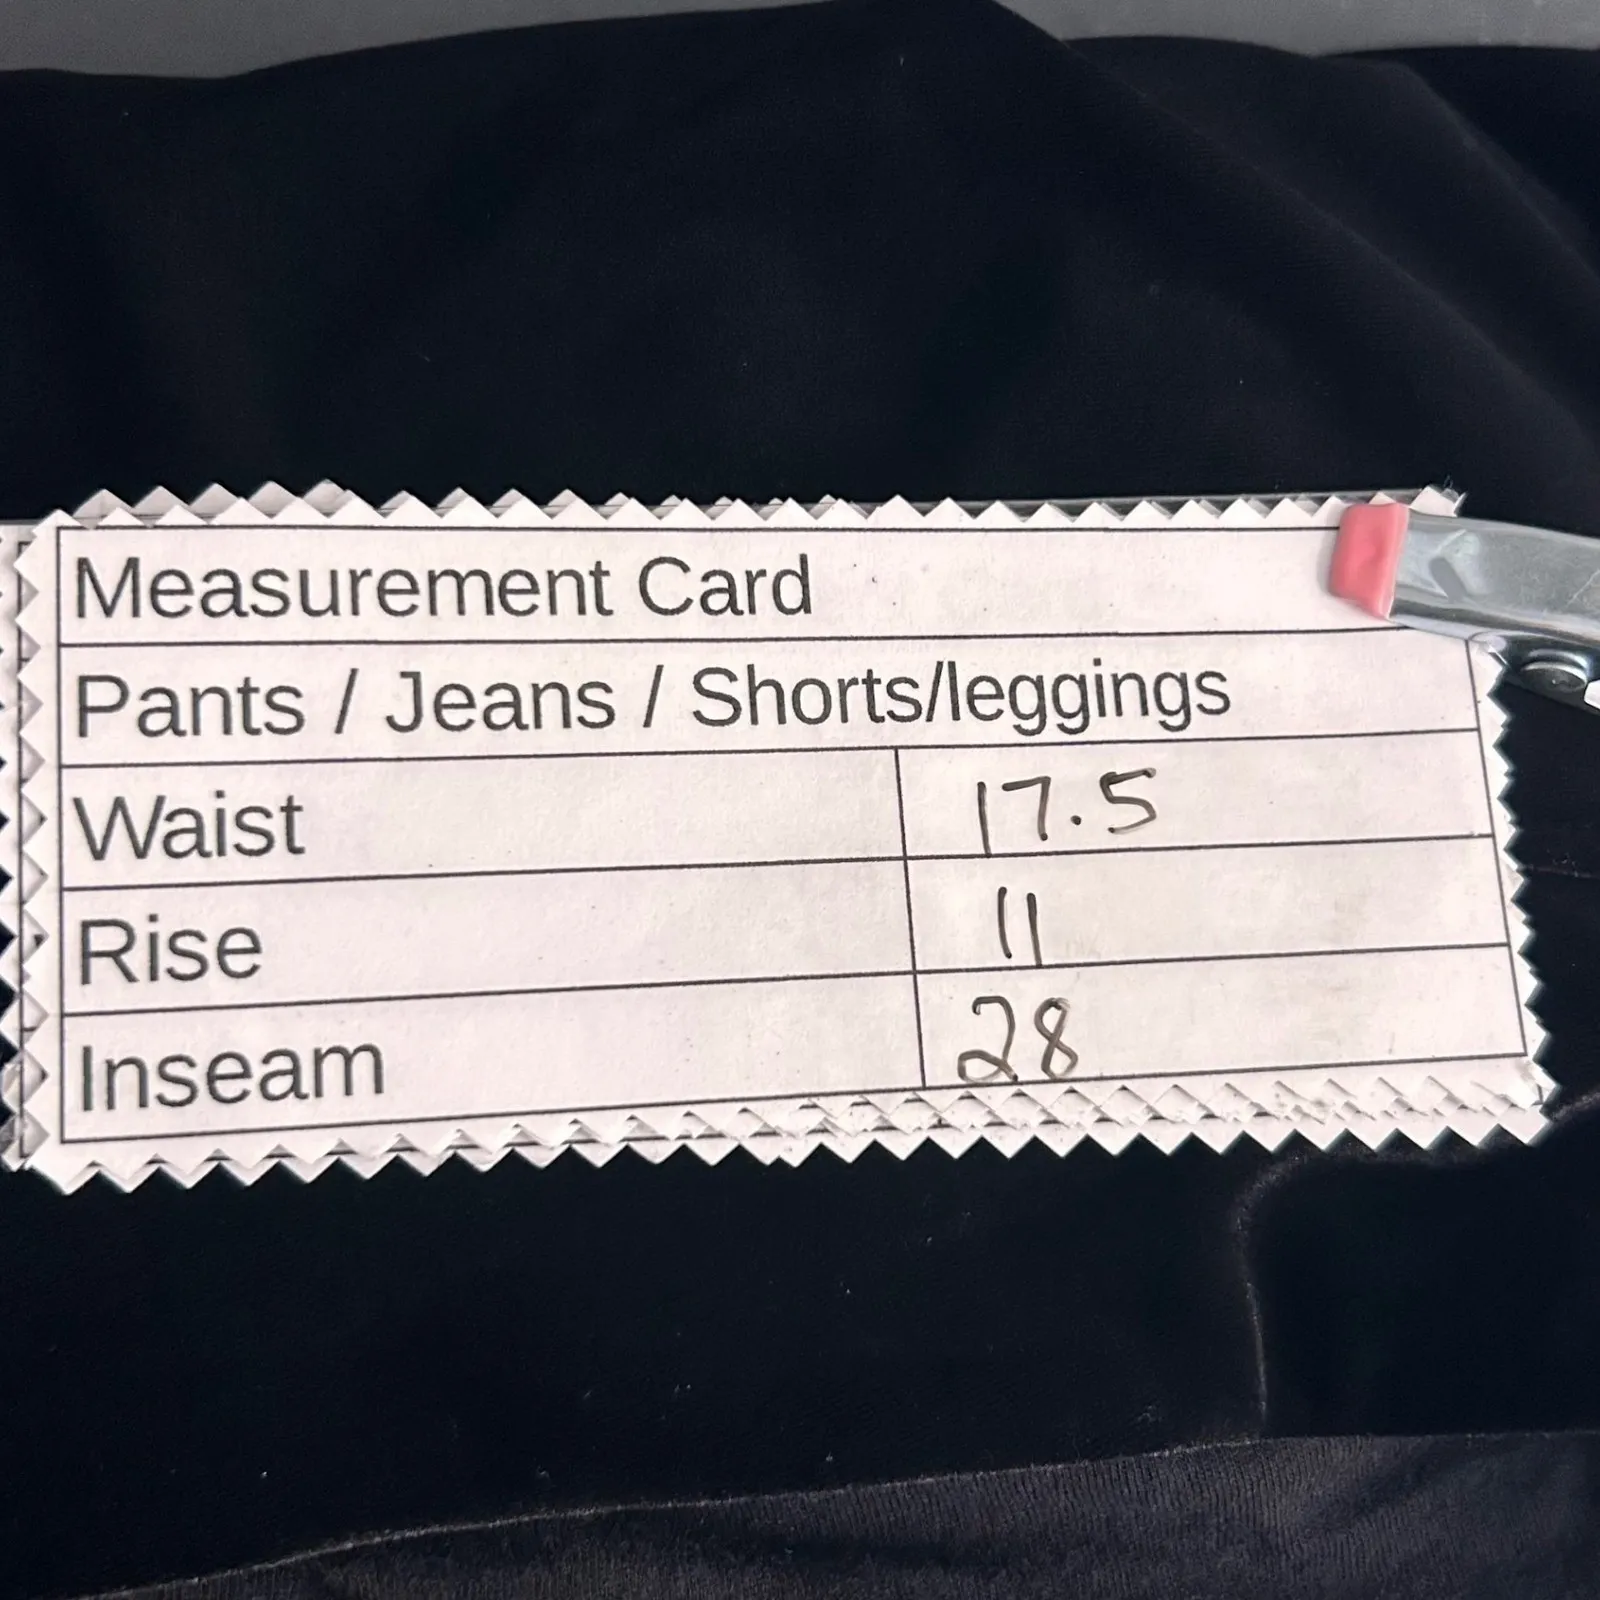 Measurement Card
Pants / Jeans / Shorts/leggings
Waist 17.5
Rise 11
Inseam 28